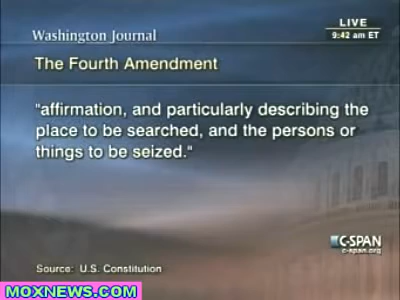 LIVE
Washington Journal
9:42 am ET
The Fourth Amendment
"affirmation, and particularly describing the
place to be searched, and the persons or
things to be seized."
C-SPAN
c-span.org
Source: U.S. Constitution
MOXNEWS.COM